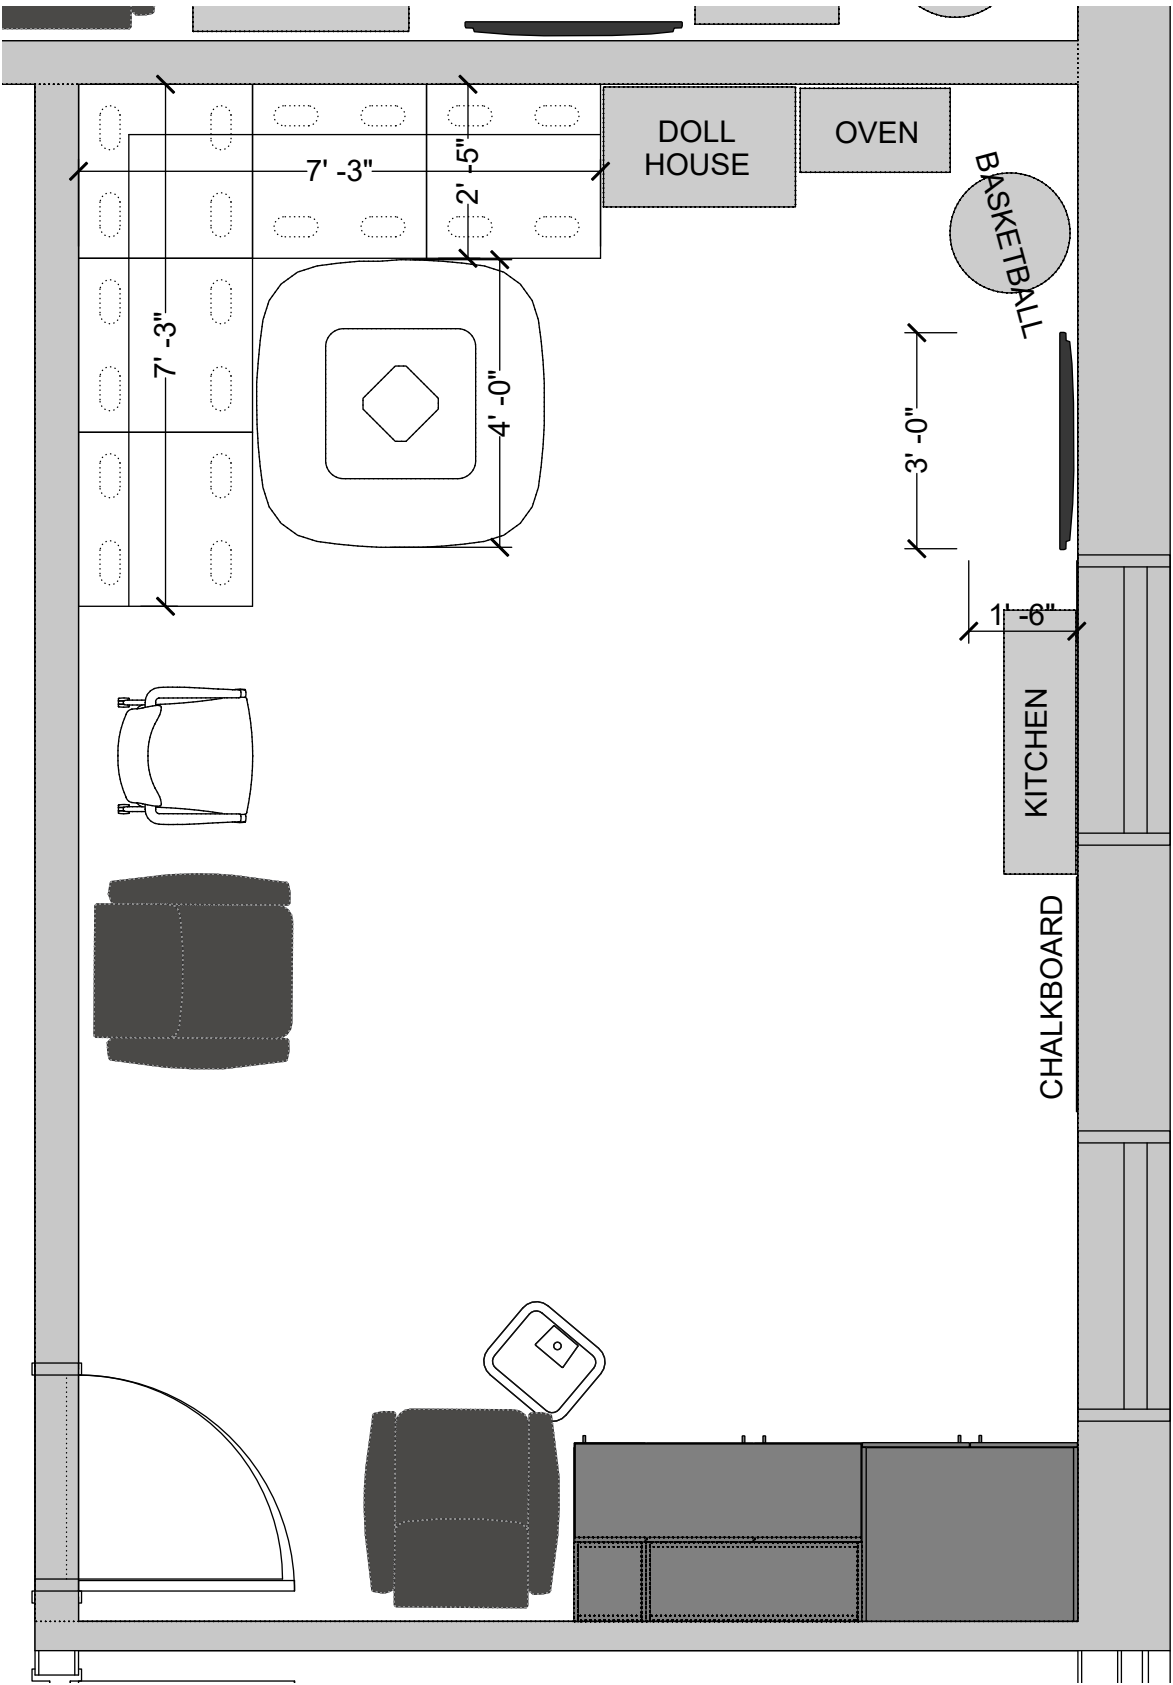 DOLL
HOUSE
OVEN
BASKETBALL
7' -3"
2' -5"
7' -3"
4' -0"
3' -0"
1' -6"
KITCHEN
CHALKBOARD